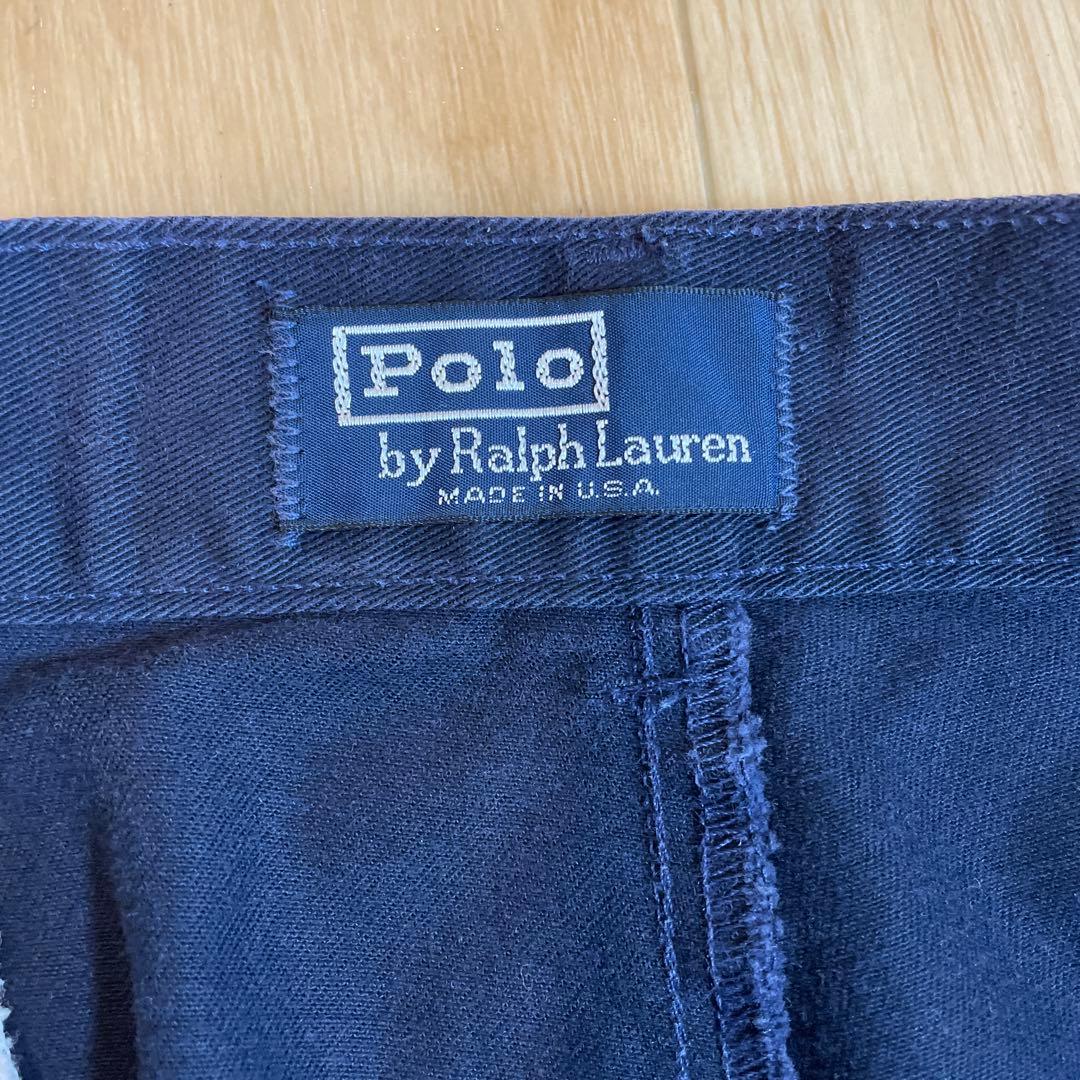 Polo
by Ralph Lauren
MADE IN U.S.A.